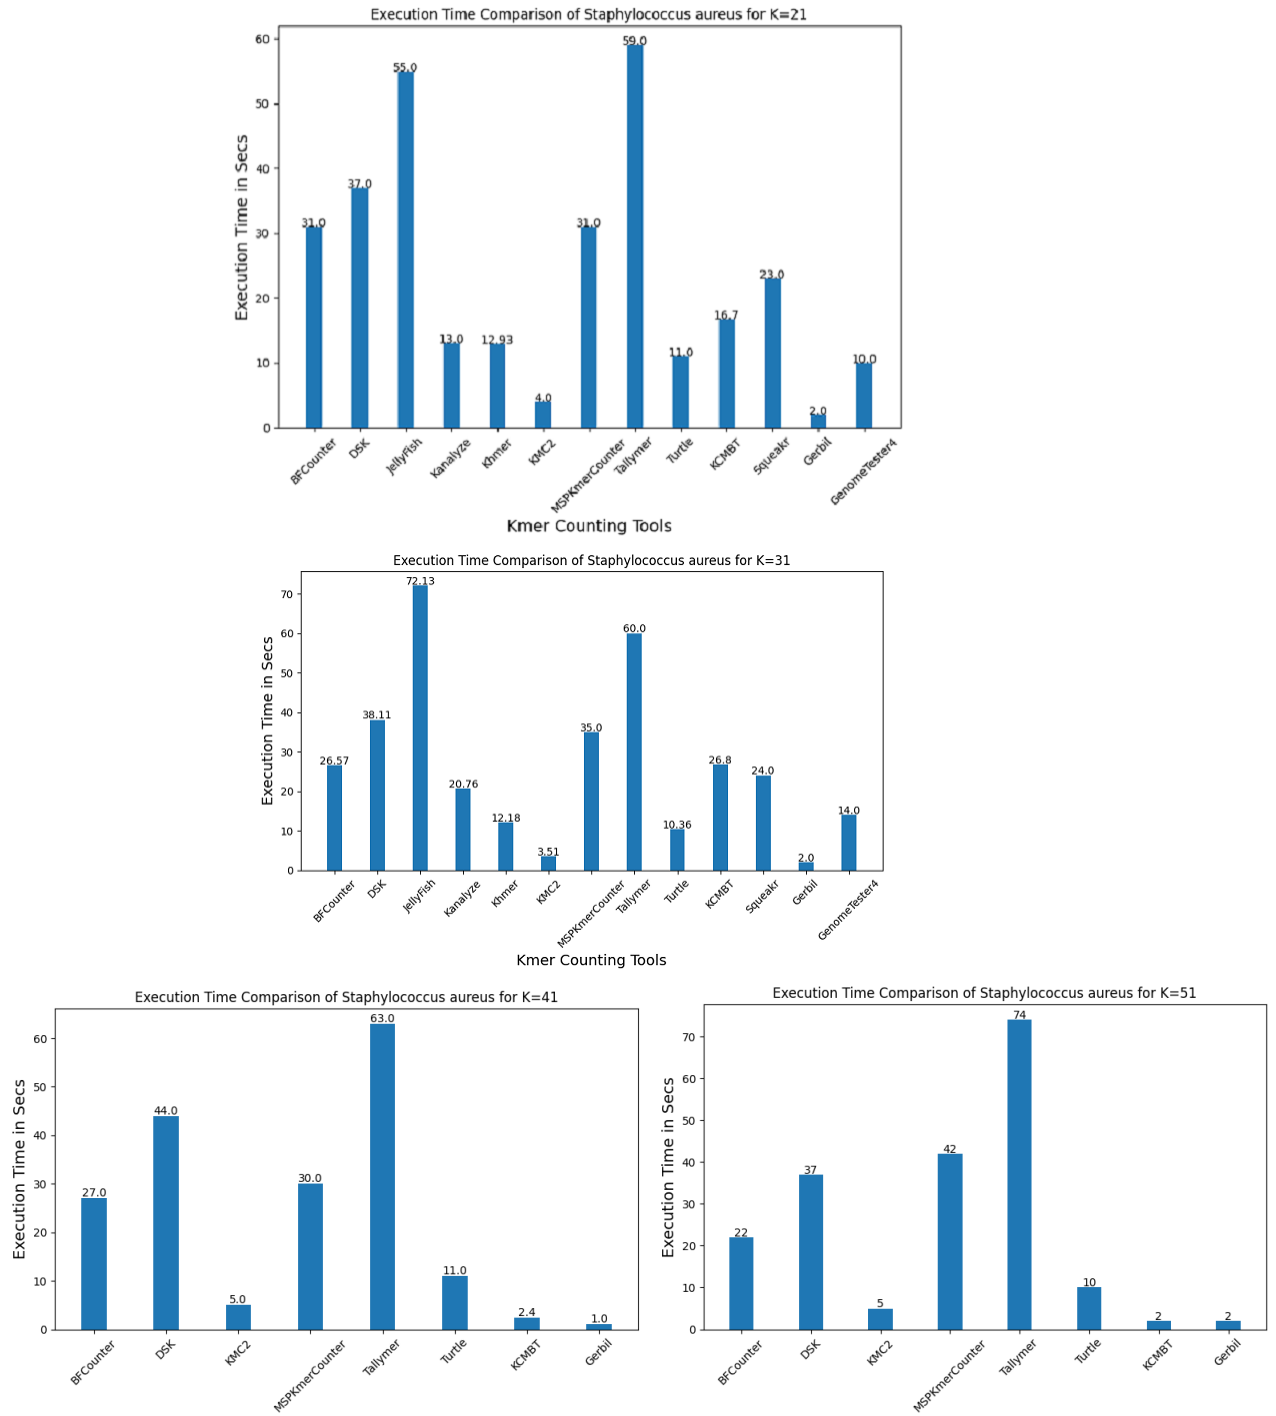 Execution Time Comparison of Staphylococcus aureus for K=21
Execution Time in Secs
60
50
40
30
20
10
0
31.0
37.0
55.0
13.0
12.93
4.0
31.0
59.0
11.0
16.7
23.0
2.0
10.0
BFCounter
DSK
JellyFish
Kanalyze
Khmer
KMC2
MSPKmerCounter
Tallymer
Turtle
KCMBT
Squeakr
Gerbil
GenomeTester4
Kmer Counting Tools
Execution Time Comparison of Staphylococcus aureus for K=31
Execution Time in Secs
70
60
50
40
30
20
10
0
26.57
38.11
72.13
20.76
12.18
3.51
35.0
60.0
10.36
26.8
24.0
2.0
14.0
BFCounter
DSK
JellyFish
Kanalyze
Khmer
KMC2
MSPKmerCounter
Tallymer
Turtle
KCMBT
Squeakr
Gerbil
GenomeTester4
Kmer Counting Tools
Execution Time Comparison of Staphylococcus aureus for K=41
Execution Time in Secs
60
50
40
30
20
10
0
27.0
44.0
5.0
30.0
63.0
11.0
2.4
1.0
BFCounter
DSK
KMC2
MSPKmerCounter
Tallymer
Turtle
KCMBT
Gerbil
Execution Time Comparison of Staphylococcus aureus for K=51
Execution Time in Secs
70
60
50
40
30
20
10
0
22
37
5
42
74
10
2
2
BFCounter
DSK
KMC2
MSPKmerCounter
Tallymer
Turtle
KCMBT
Gerbil